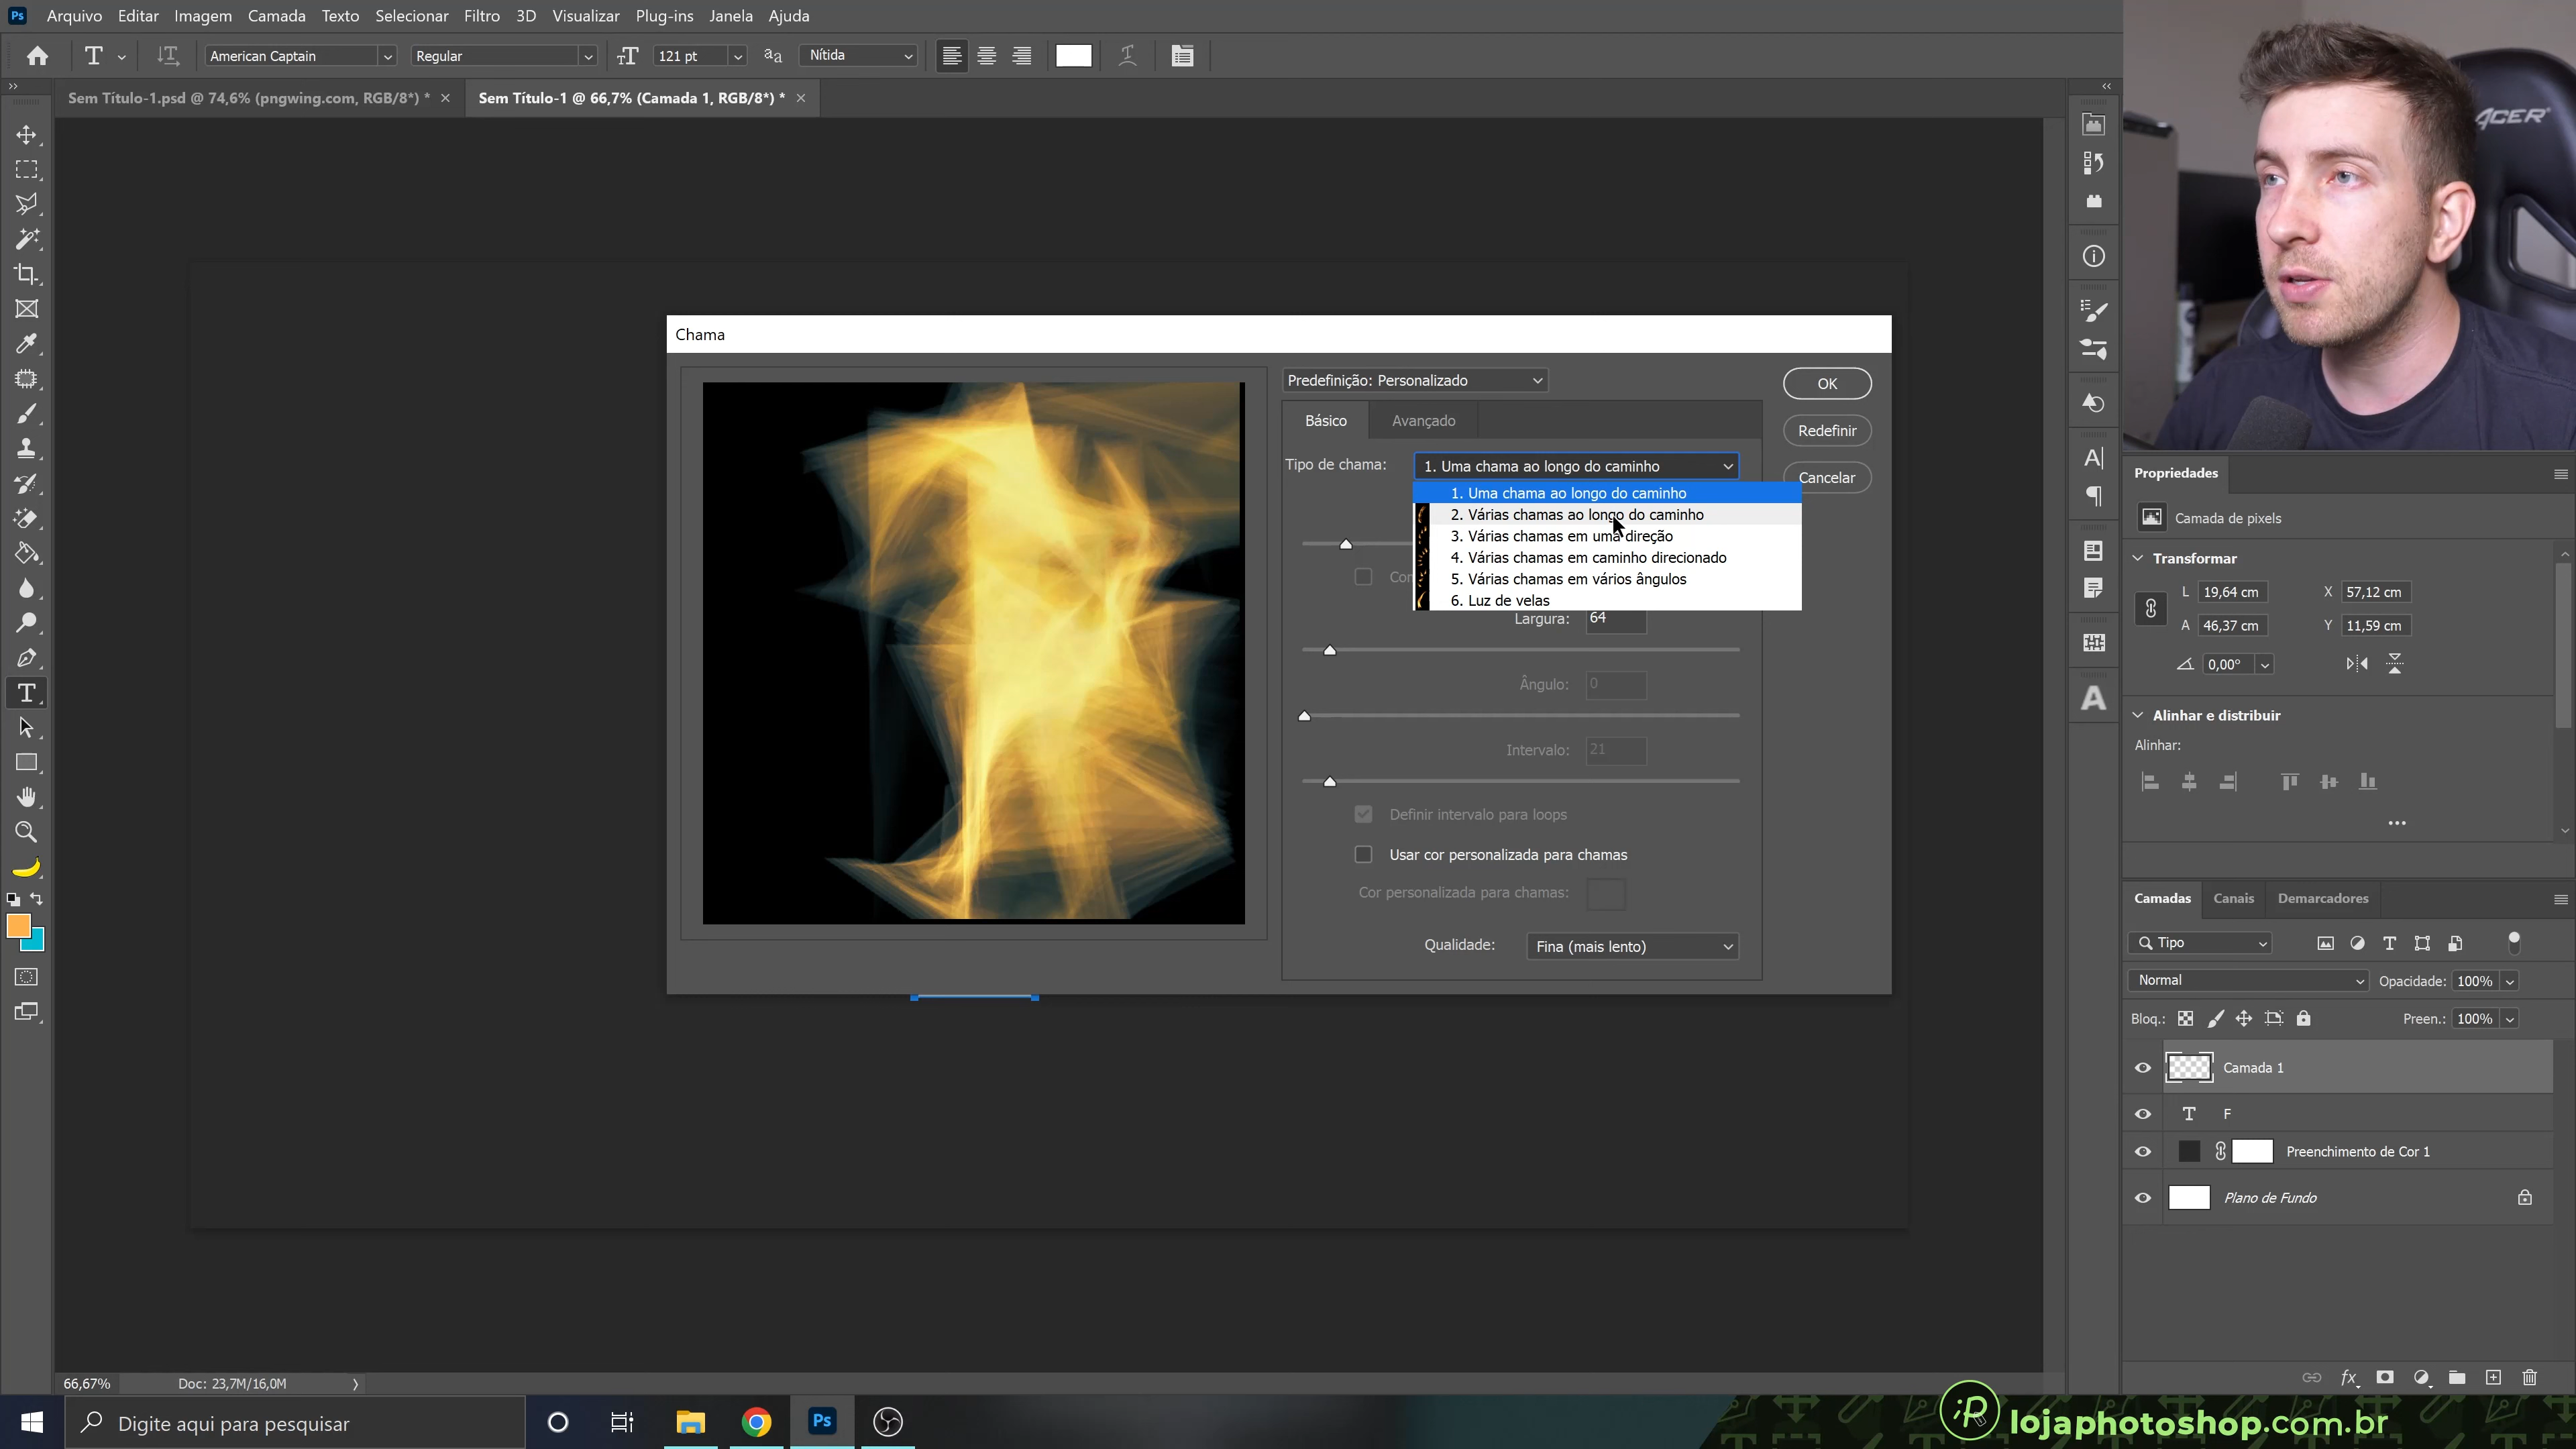 Ps Arquivo Editar Imagem Camada Texto Selecionar Filtro 3D Visualizar Plug-ins Janela Ajuda
T American Captain Regular 121 pt aa Nítida
Sem Título-1.psd @ 74,6% (pngwing.com, RGB/8*) * ×
Sem Título-1 @ 66,7% (Camada 1, RGB/8*) * ×
ACER
Chama
Predefinição: Personalizado
OK
Básico
Avançado
Redefinir
Tipo de chama: 1. Uma chama ao longo do caminho
Cancelar
1. Uma chama ao longo do caminho
2. Várias chamas ao longo do caminho
3. Várias chamas em uma direção
4. Várias chamas em caminho direcionado
5. Várias chamas em vários ângulos
6. Luz de velas
Largura: 64
Ângulo: 0
Intervalo: 21
Definir intervalo para loops
Usar cor personalizada para chamas
Cor personalizada para chamas:
Qualidade: Fina (mais lento)
Propriedades
Camada de pixels
Transformar
L 19,64 cm X 57,12 cm
A 46,37 cm Y 11,59 cm
0,00°
Alinhar e distribuir
Alinhar:
Camadas Canais Demarcadores
Tipo
Normal Opacidade: 100%
Bloq.: Preen.: 100%
Camada 1
T F
Preenchimento de Cor 1
Plano de Fundo
fx
66,67% Doc: 23,7M/16,0M
Digite aqui para pesquisar
Ps
lojaphotoshop.com.br